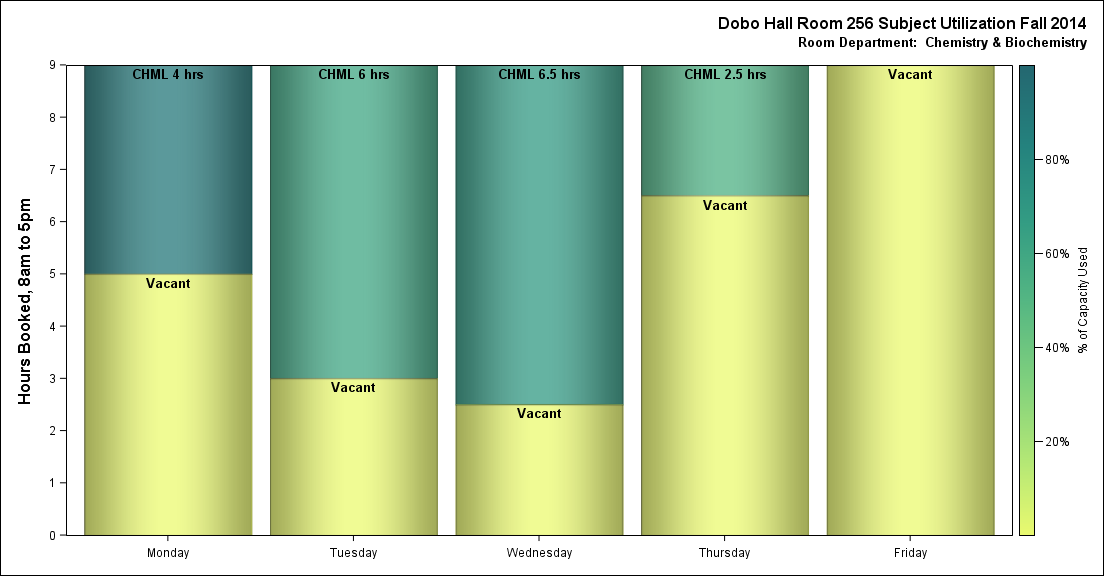 Dobo Hall Room 256 Subject Utilization Fall 2014
Room Department:  Chemistry & Biochemistry
Hours Booked, 8am to 5pm
9
8
7
6
5
4
3
2
1
0
CHML 4 hrs
Vacant
CHML 6 hrs
Vacant
CHML 6.5 hrs
Vacant
CHML 2.5 hrs
Vacant
Vacant
Monday
Tuesday
Wednesday
Thursday
Friday
80%
60%
40%
20%
% of Capacity Used